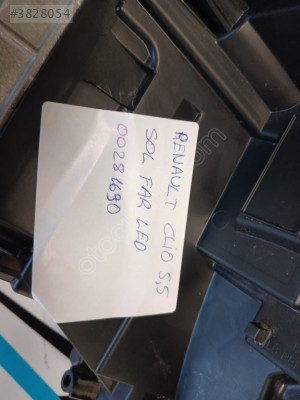 #3828054
RENAULT CLIO 5,5
SOL FAR LED
00281690